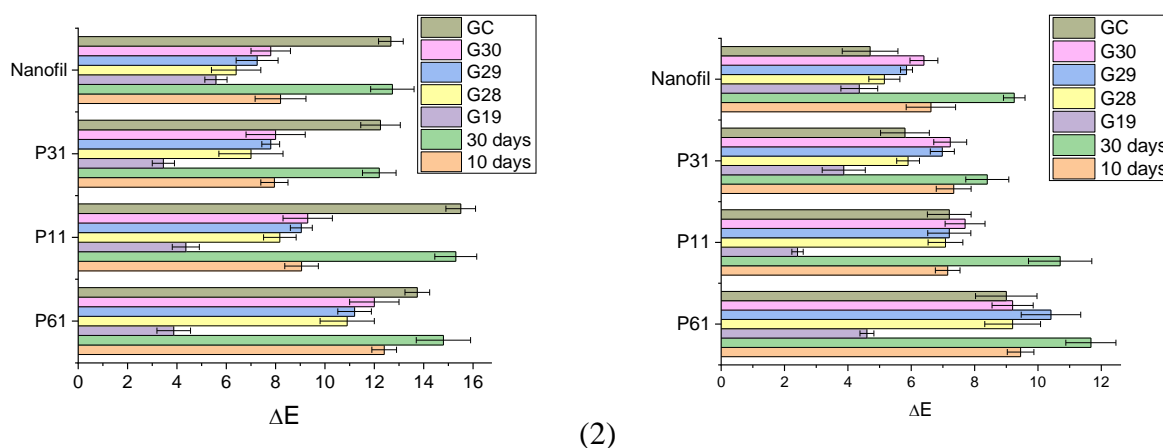 GC
G30
G29
G28
G19
30 days
10 days
Nanofil
P31
P11
P61
0 2 4 6 8 10 12 14 16
ΔE
(2)
GC
G30
G29
G28
G19
30 days
10 days
Nanofil
P31
P11
P61
0 2 4 6 8 10 12
ΔE